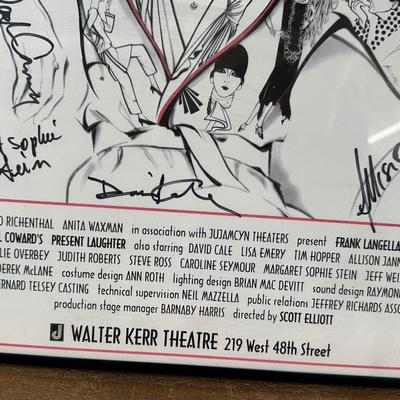 Sophie
D RICHENTHAL ANITA WAXMAN in association with JUJAMCYN THEATERS present FRANK LANGELLA
L COWARD'S PRESENT LAUGHTER also starring DAVID CALE LISA EMERY TIM HOPPER ALLISON JANN
LIE OVERBEY JUDITH ROBERTS STEVE ROSS CAROLINE SEYMOUR MARGARET SOPHIE STEIN JEFF WEI
DEREK McLANE costume design ANN ROTH lighting design BRIAN MAC DEVITT sound design RAYMON
BERNARD TELSEY CASTING technical supervision NEIL MAZZELLA public relations JEFFREY RICHARDS ASSO
production stage manager BARNABY HARRIS directed by SCOTT ELLIOTT
J WALTER KERR THEATRE 219 West 48th Street